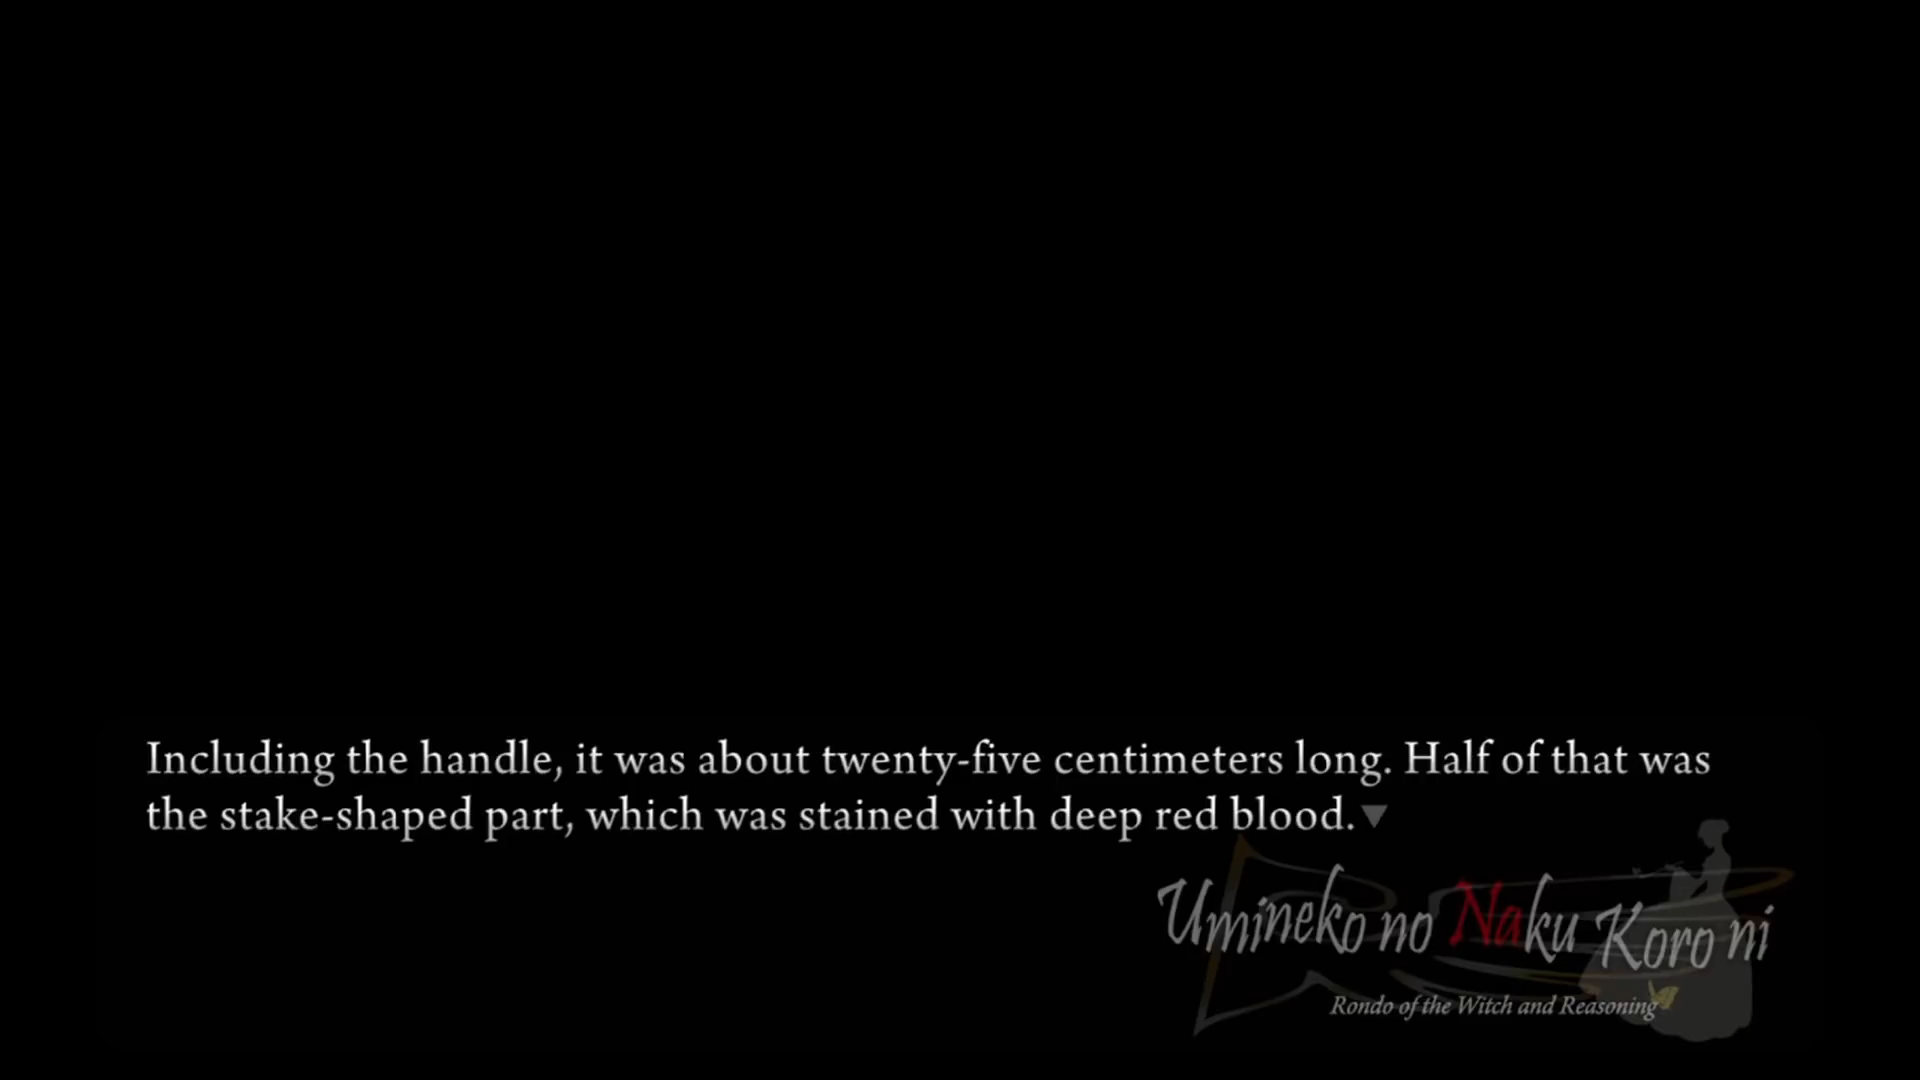 Including the handle, it was about twenty-five centimeters long. Half of that was
the stake-shaped part, which was stained with deep red blood.
Umineko no Naku Koro ni
Rondo of the Witch and Reasoning